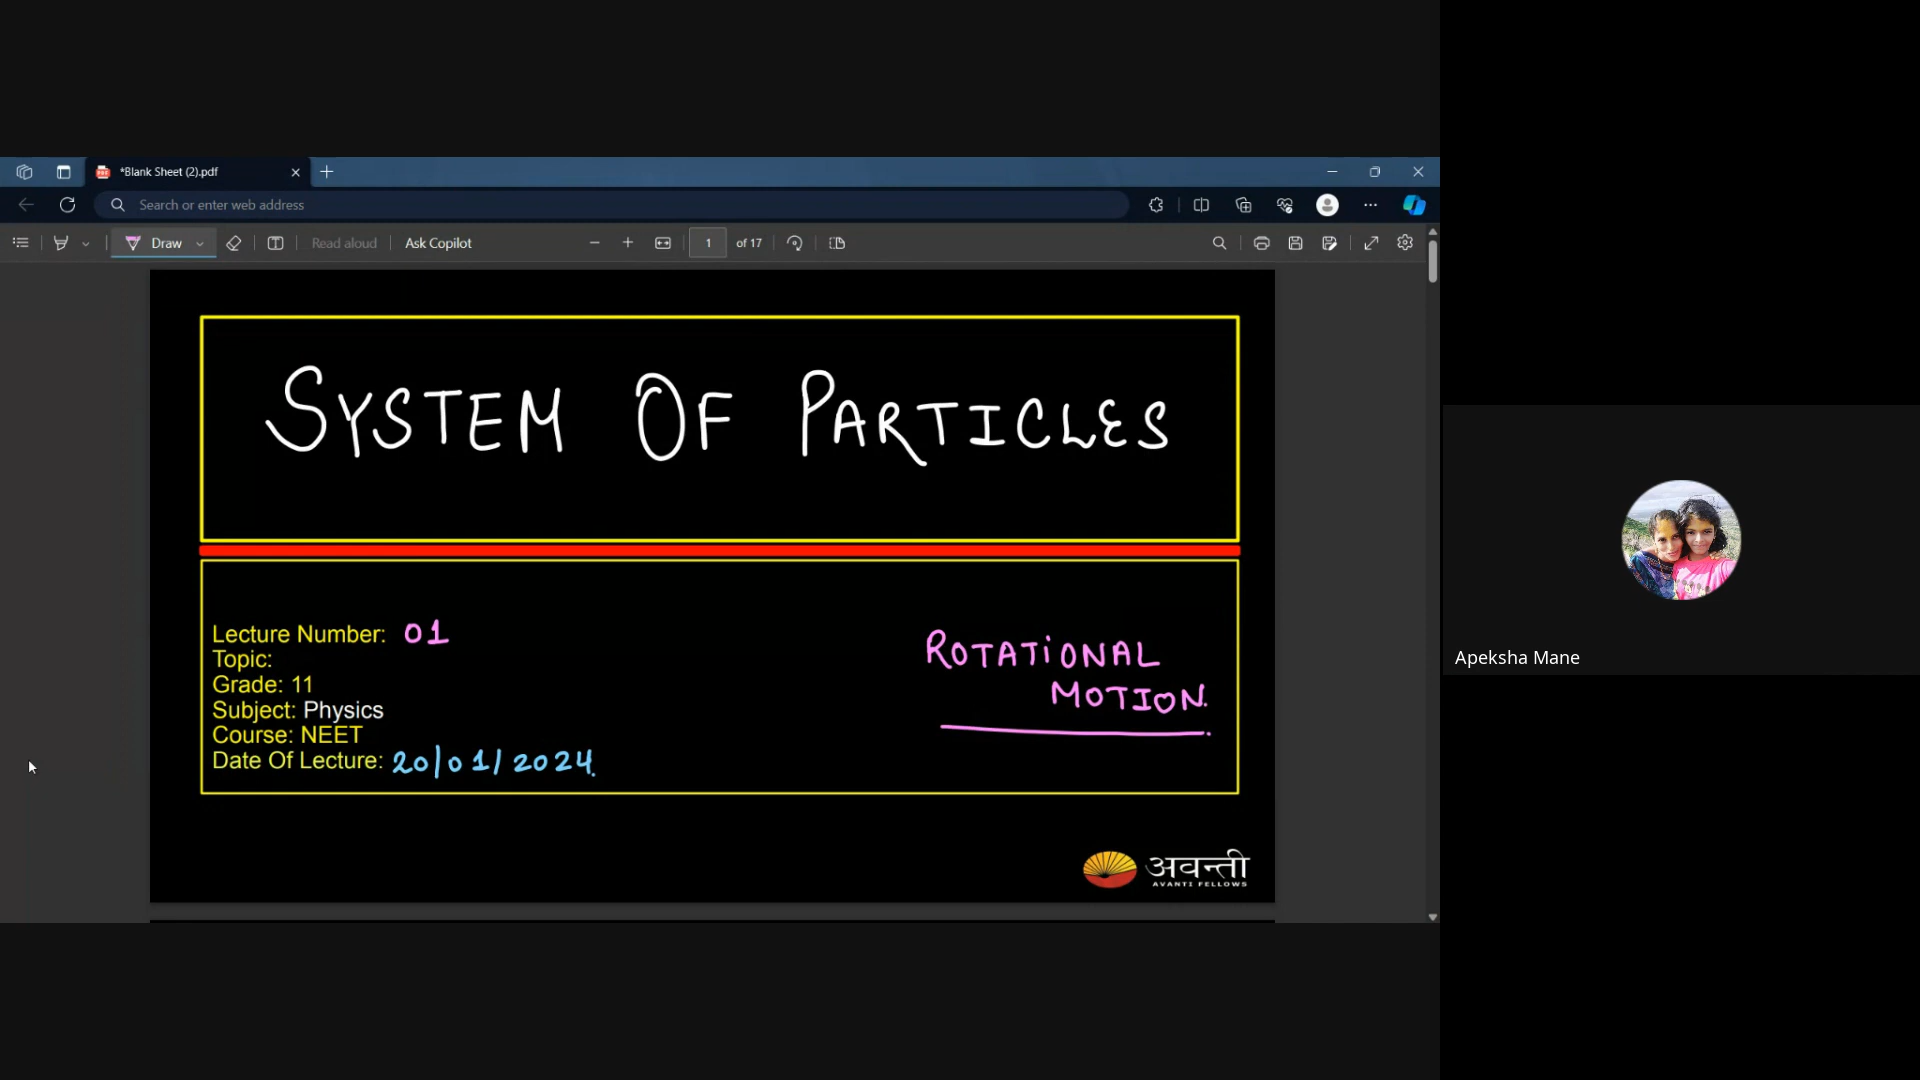 *Blank Sheet (2).pdf
Search or enter web address
Draw
Read aloud
Ask Copilot
1 of 17
SYSTEM OF PARTICLES
Lecture Number: 01
Topic:
Grade: 11
Subject: Physics
Course: NEET
Date Of Lecture: 20/01/2024.
ROTATIONAL
MOTION.
अवन्ती
AVANTI FELLOWS
Apeksha Mane